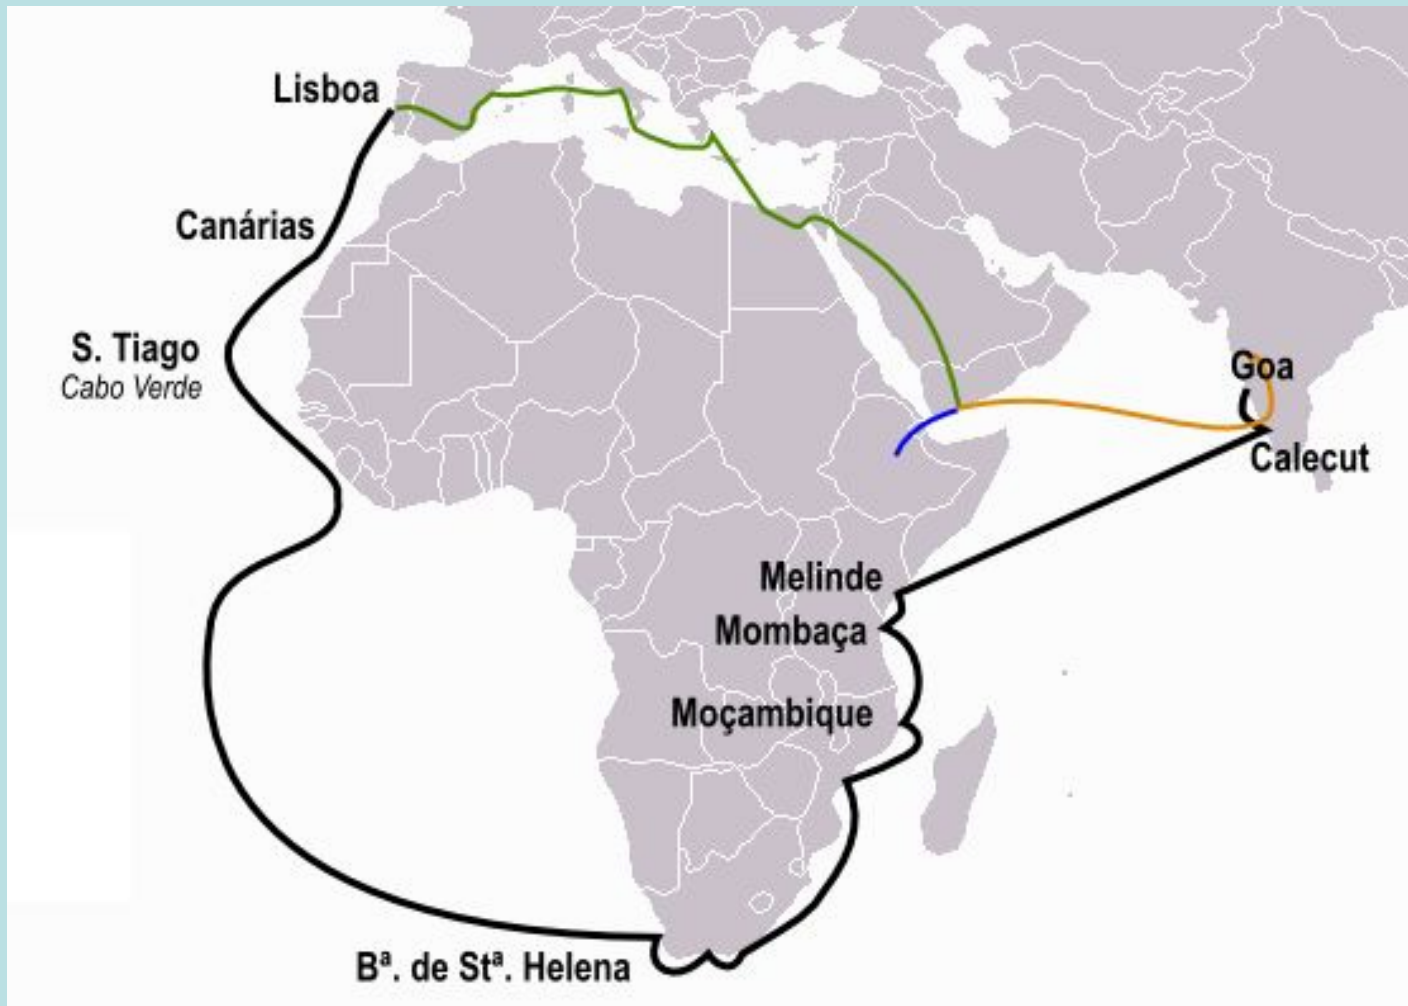 Lisboa
Canárias
S. Tiago
Cabo Verde
Goa
Calecut
Melinde
Mombaça
Moçambique
Bª. de Stª. Helena